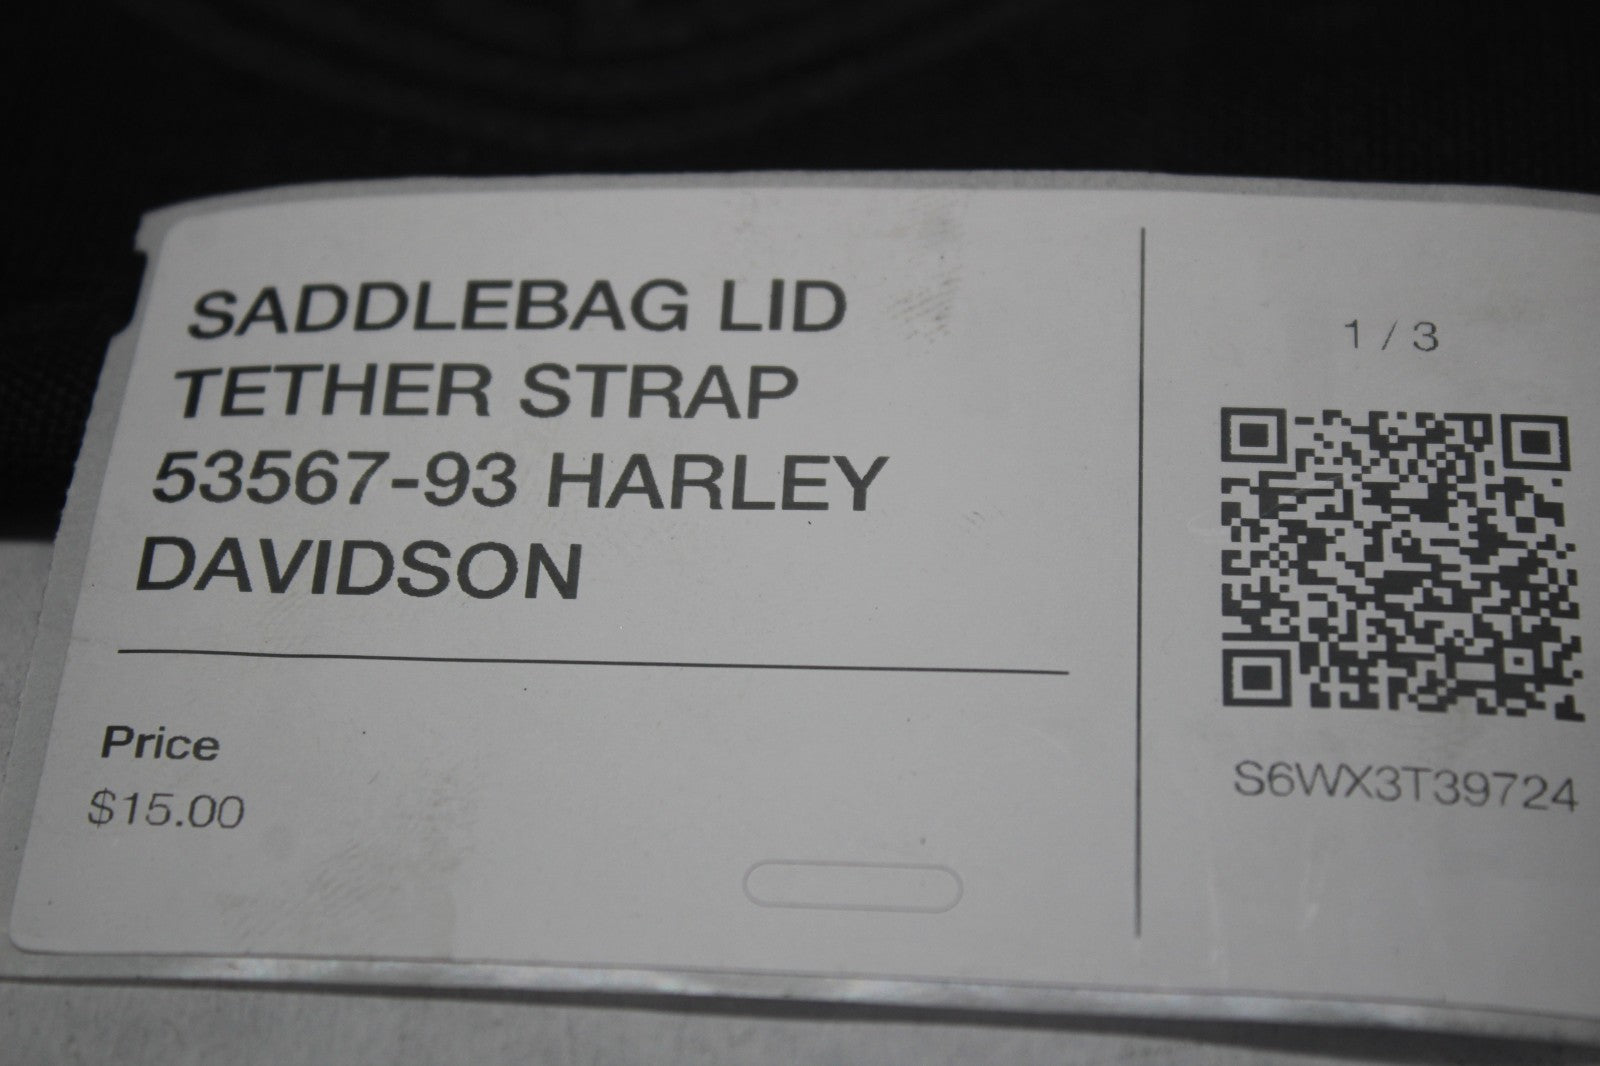 SADDLEBAG LID
TETHER STRAP
53567-93 HARLEY
DAVIDSON
Price
$15.00
1 / 3
S6WX3T39724